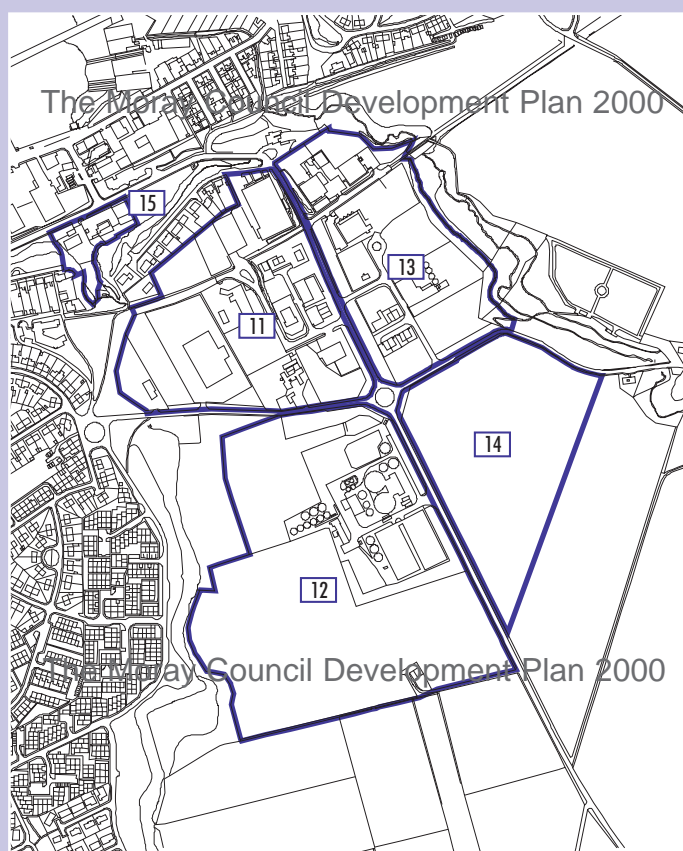 The Moray Council Development Plan 2000
15
13
11
14
12
The Moray Council Development Plan 2000